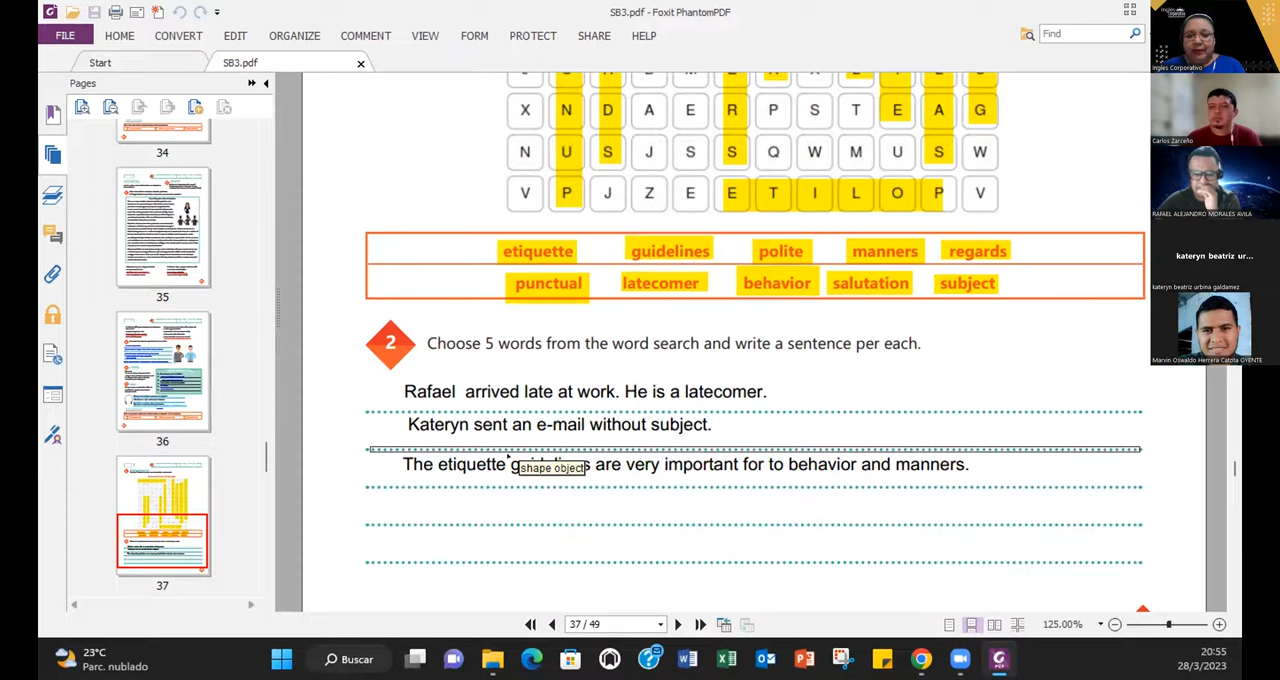 SB3.pdf - Foxit PhantomPDF
FILE HOME CONVERT EDIT ORGANIZE COMMENT VIEW FORM PROTECT SHARE HELP
Find
Start
SB3.pdf
Pages
34
35
36
37
X N D A E R P S T E A G
N U S J S S Q W M U S W
V P J Z E E T I L O P V
etiquette guidelines polite manners regards
punctual latecomer behavior salutation subject
2 Choose 5 words from the word search and write a sentence per each.
Rafael arrived late at work. He is a latecomer.
Kateryn sent an e-mail without subject.
The etiquette guidelines are very important for to behavior and manners.
shape object
37 / 49
125.00%
Ingles Corporativo
Carlos Zarceño
RAFAEL ALEJANDRO MORALES AVILA
kateryn beatriz ur...
kateryn beatriz urbina galdamez
Marvin Oswaldo Herrera Catota OYENTE
23°C
Parc. nublado
Buscar
20:55
28/3/2023